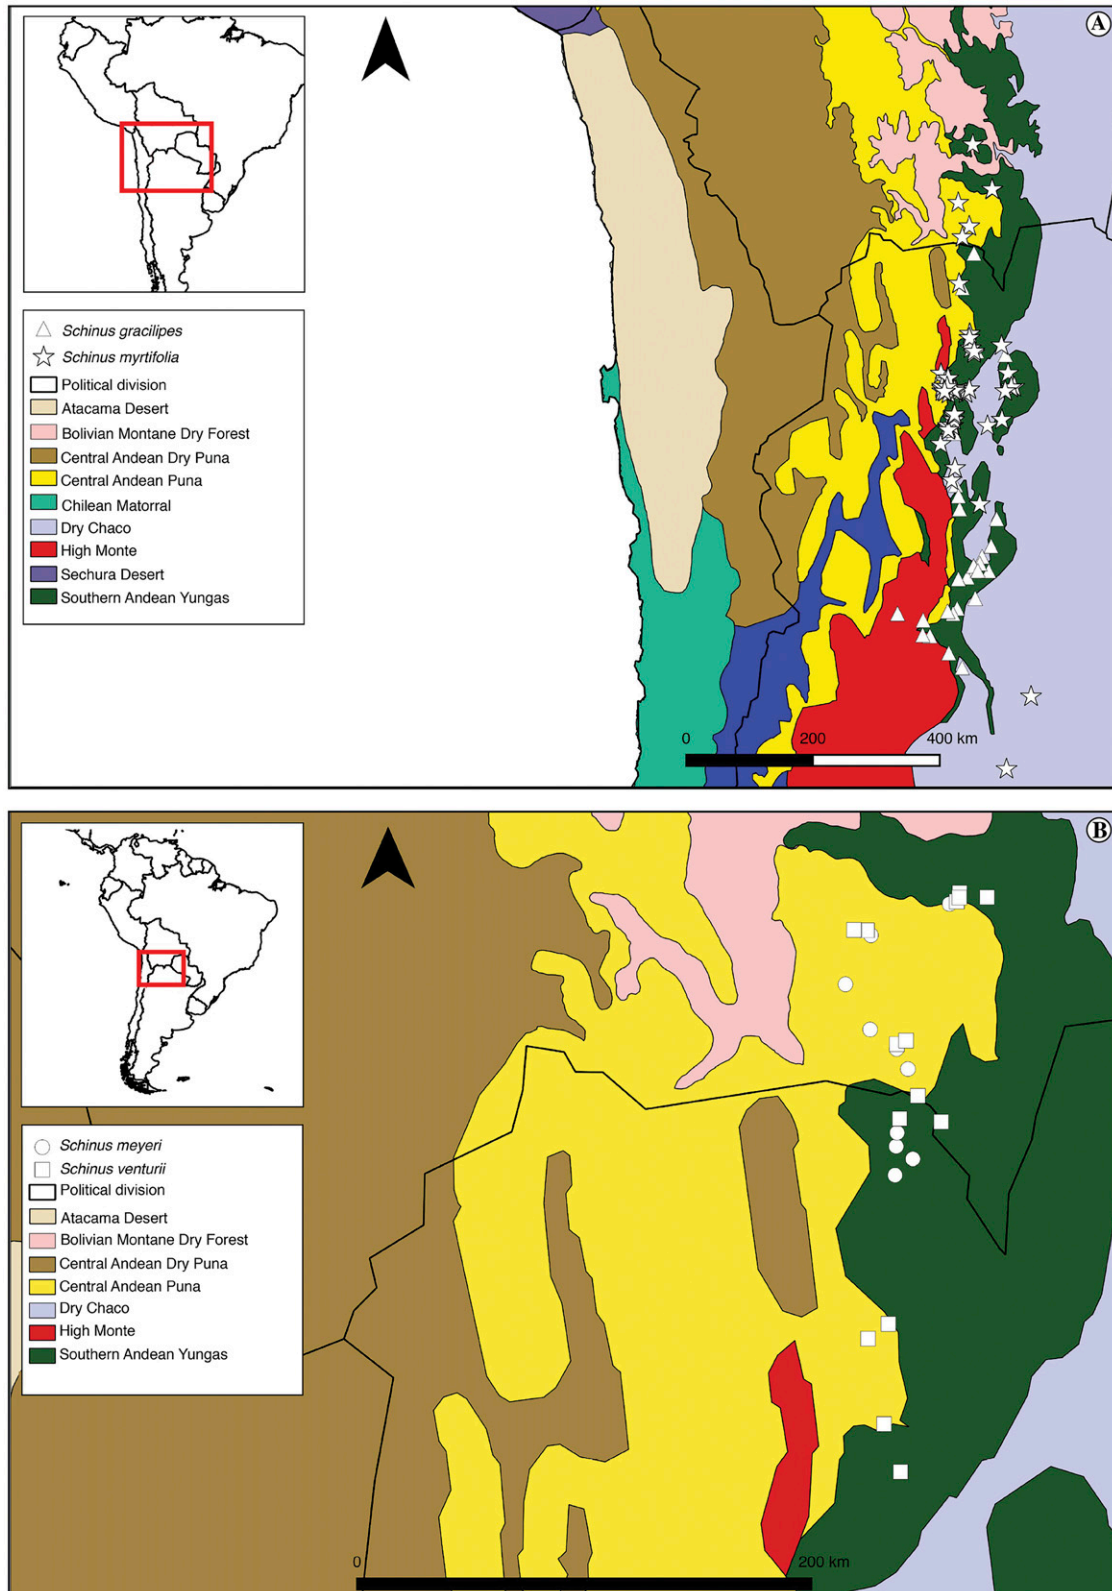 A
Schinus gracilipes
Schinus myrtifolia
Political division
Atacama Desert
Bolivian Montane Dry Forest
Central Andean Dry Puna
Central Andean Puna
Chilean Matorral
Dry Chaco
High Monte
Sechura Desert
Southern Andean Yungas
0 200 400 km
B
Schinus meyeri
Schinus venturii
Political division
Atacama Desert
Bolivian Montane Dry Forest
Central Andean Dry Puna
Central Andean Puna
Dry Chaco
High Monte
Southern Andean Yungas
0 200 km